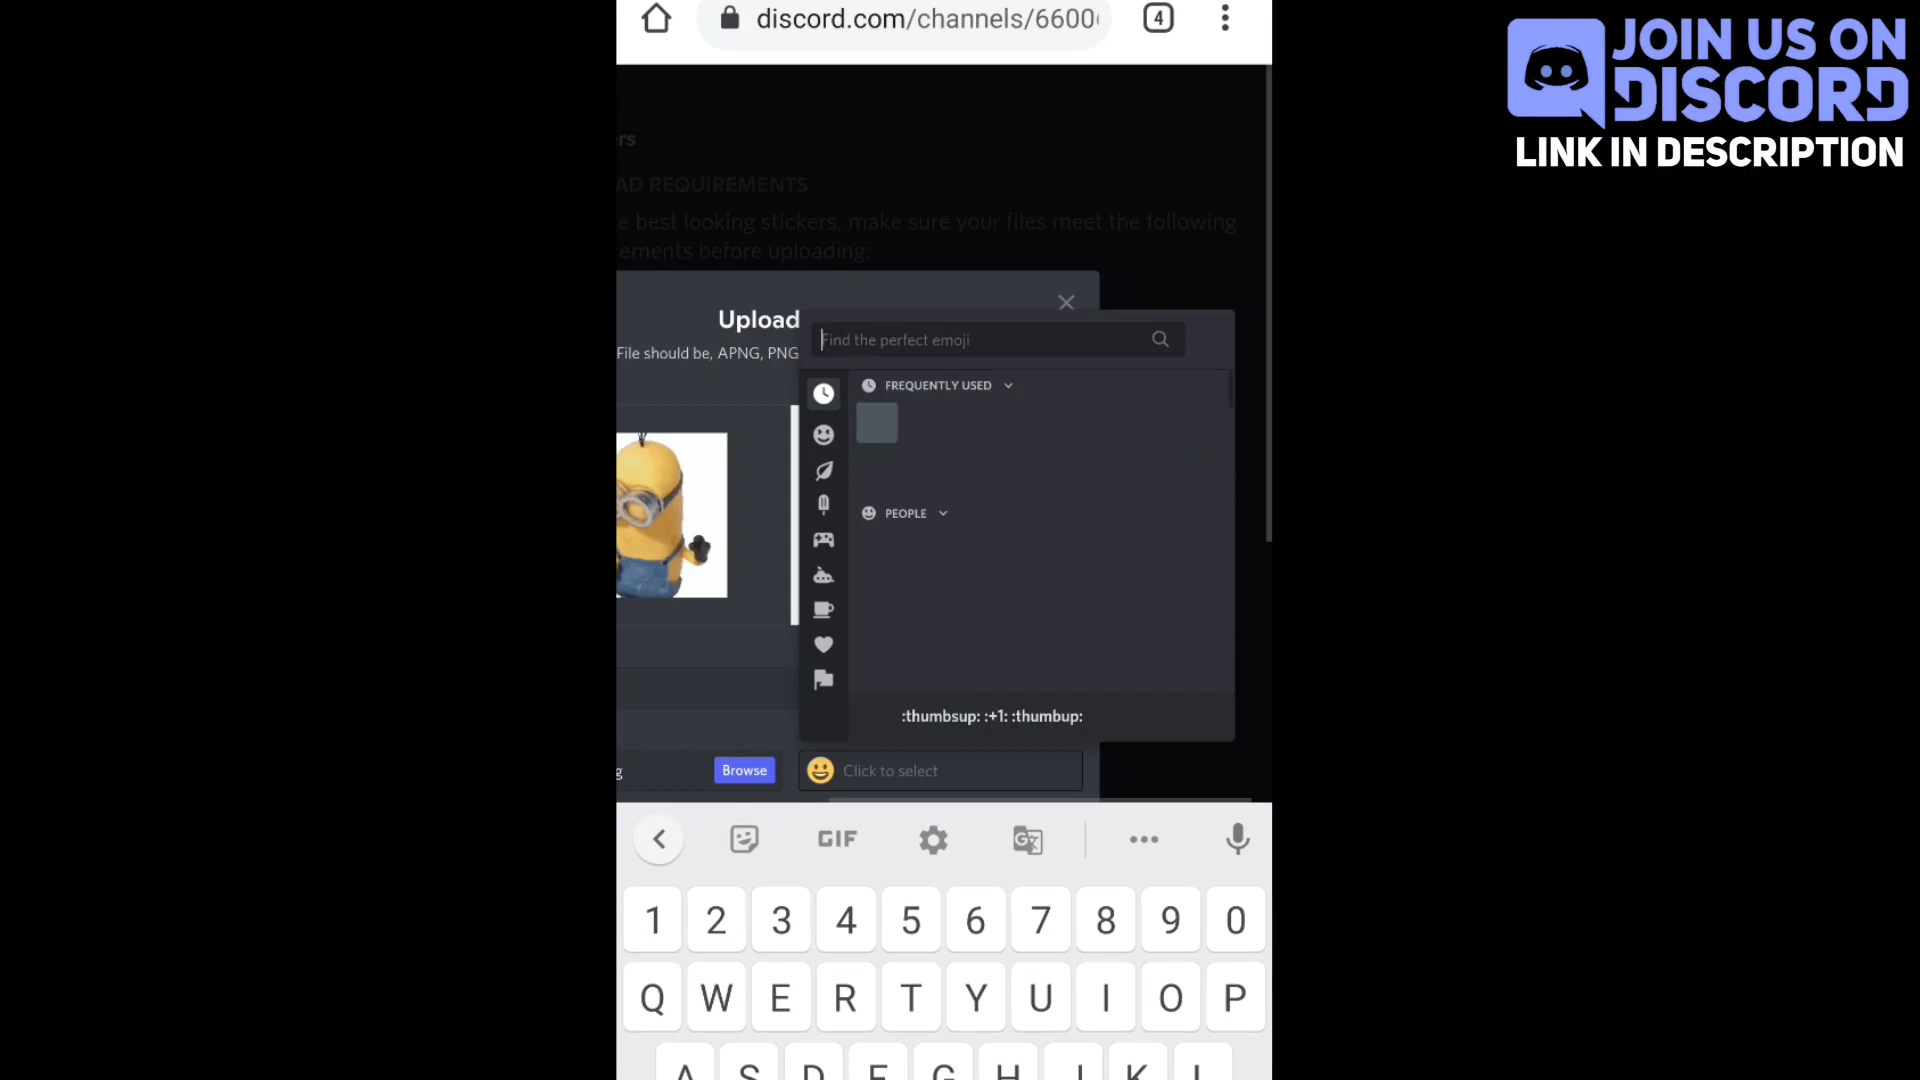 discord.com/channels/6600
4
JOIN US ON
DISCORD
LINK IN DESCRIPTION
rs
AD REQUIREMENTS
e best looking stickers, make sure your files meet the following
ements before uploading:
Upload
File should be, APNG, PNG
Find the perfect emoji
FREQUENTLY USED
PEOPLE
:thumbsup: :+1: :thumbup:
g
Browse
Click to select
GIF
1 2 3 4 5 6 7 8 9 0
Q W E R T Y U I O P
A S D F G H J K L